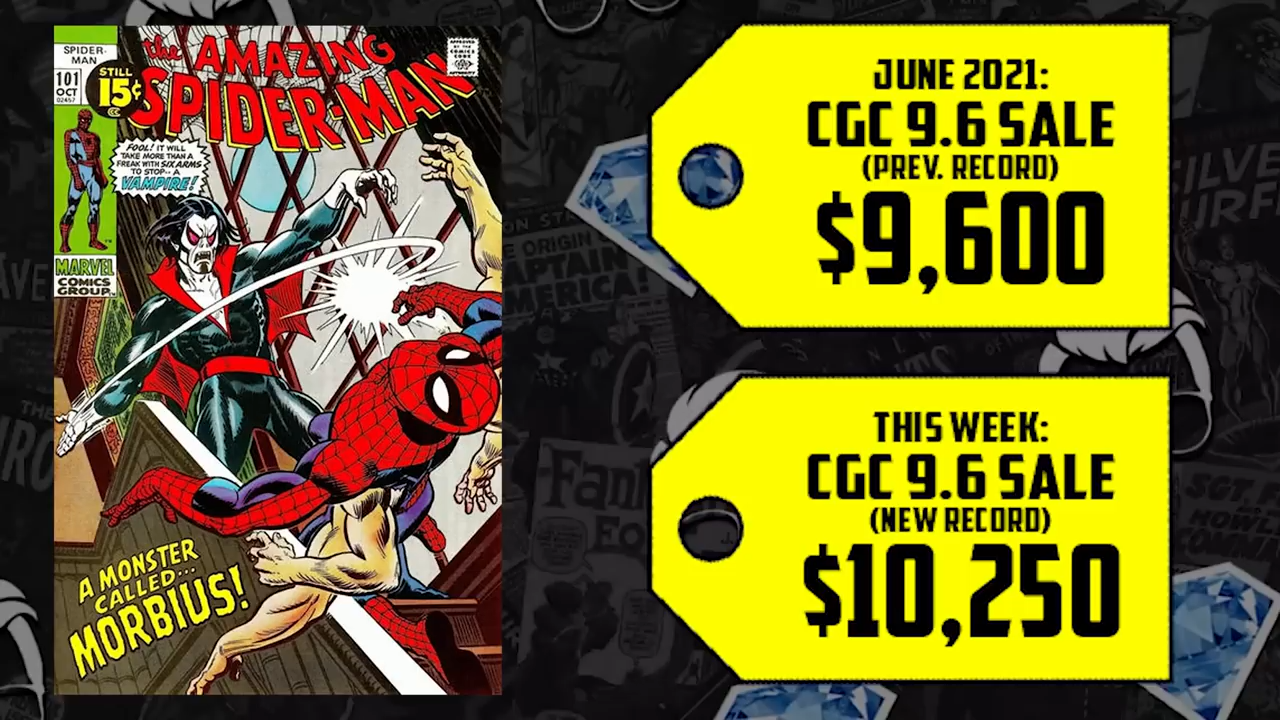 SPIDER-
MAN
101
OCT
02457
STILL
15¢
CC
the AMAZING
SPIDER-MAN
APPROVED
BY THE
COMICS
CODE
AUTHORITY
FOOL! IT WILL
TAKE MORE THAN A
FREAK WITH SIX ARMS
TO STOP-- A
VAMPIRE!
MARVEL
COMICS
GROUP
A MONSTER
CALLED...
MORBIUS!
JUNE 2021:
CGC 9.6 SALE
(PREV. RECORD)
$9,600
THIS WEEK:
CGC 9.6 SALE
(NEW RECORD)
$10,250